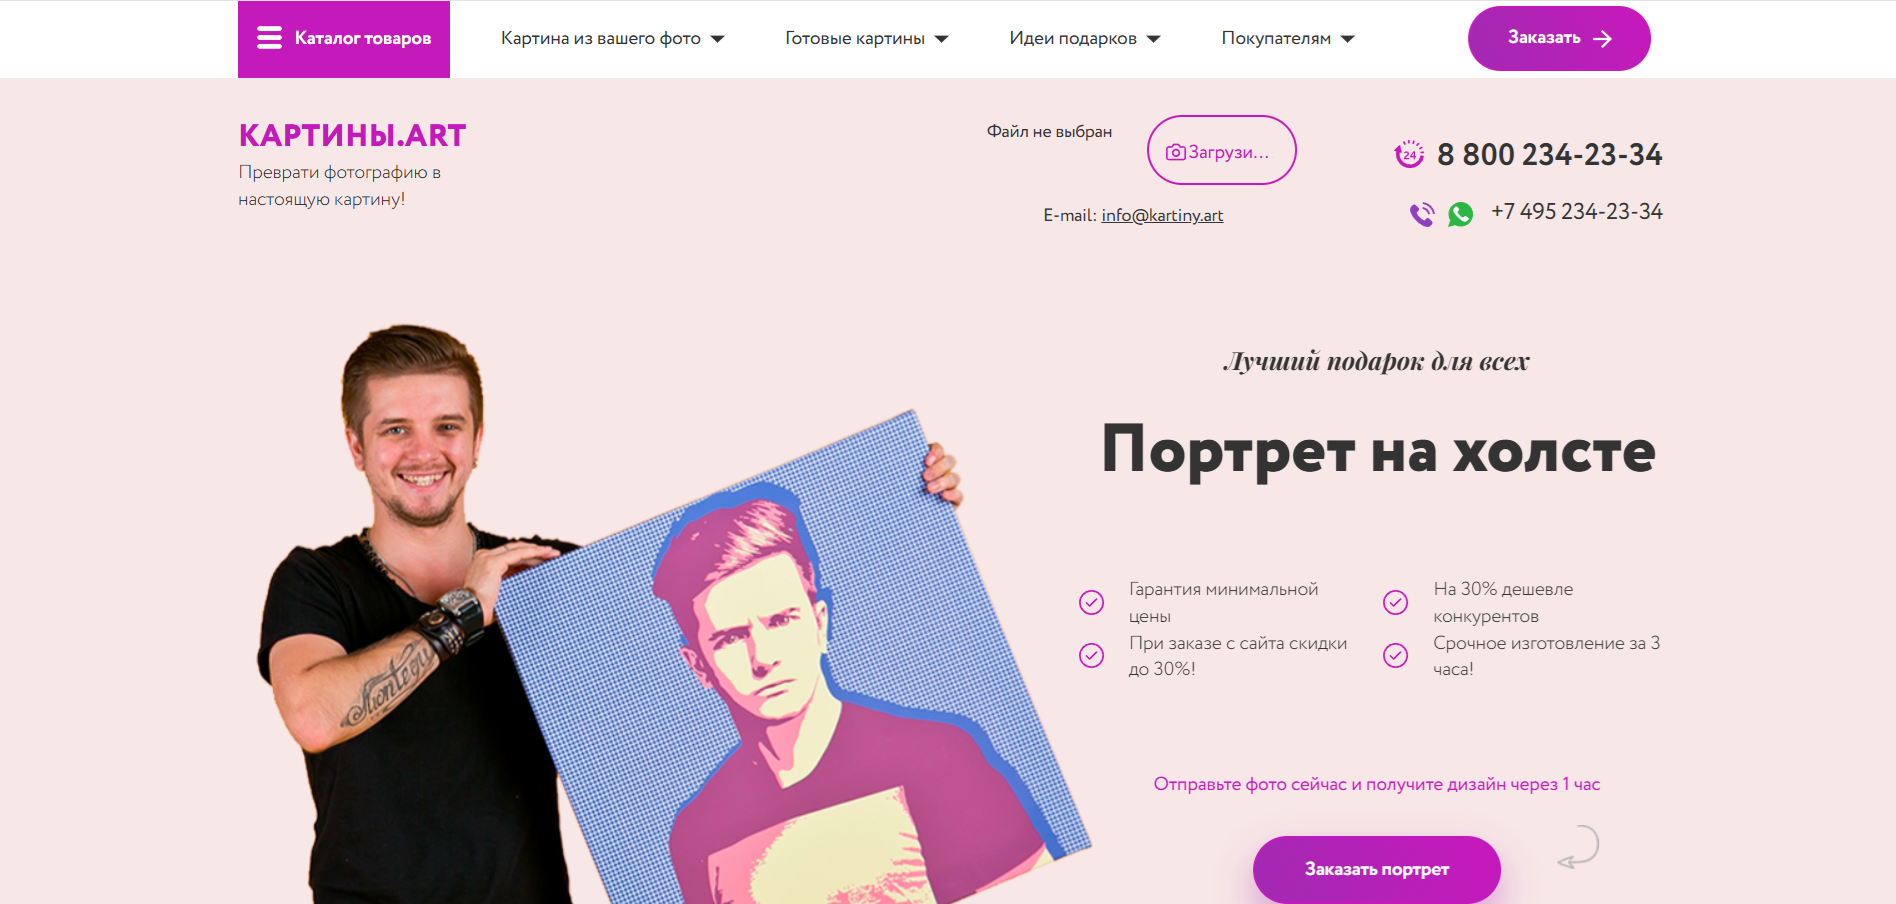 Каталог товаров
Картина из вашего фото
Готовые картины
Идеи подарков
Покупателям
Заказать
КАРТИНЫ.ART
Преврати фотографию в
настоящую картину!
Файл не выбран
Загрузи...
E-mail: info@kartiny.art
24
8 800 234-23-34
+7 495 234-23-34
Лучший подарок для всех
Портрет на холсте
Гарантия минимальной
цены
На 30% дешевле
конкурентов
При заказе с сайта скидки
до 30%!
Срочное изготовление за 3
часа!
Отправьте фото сейчас и получите дизайн через 1 час
Заказать портрет